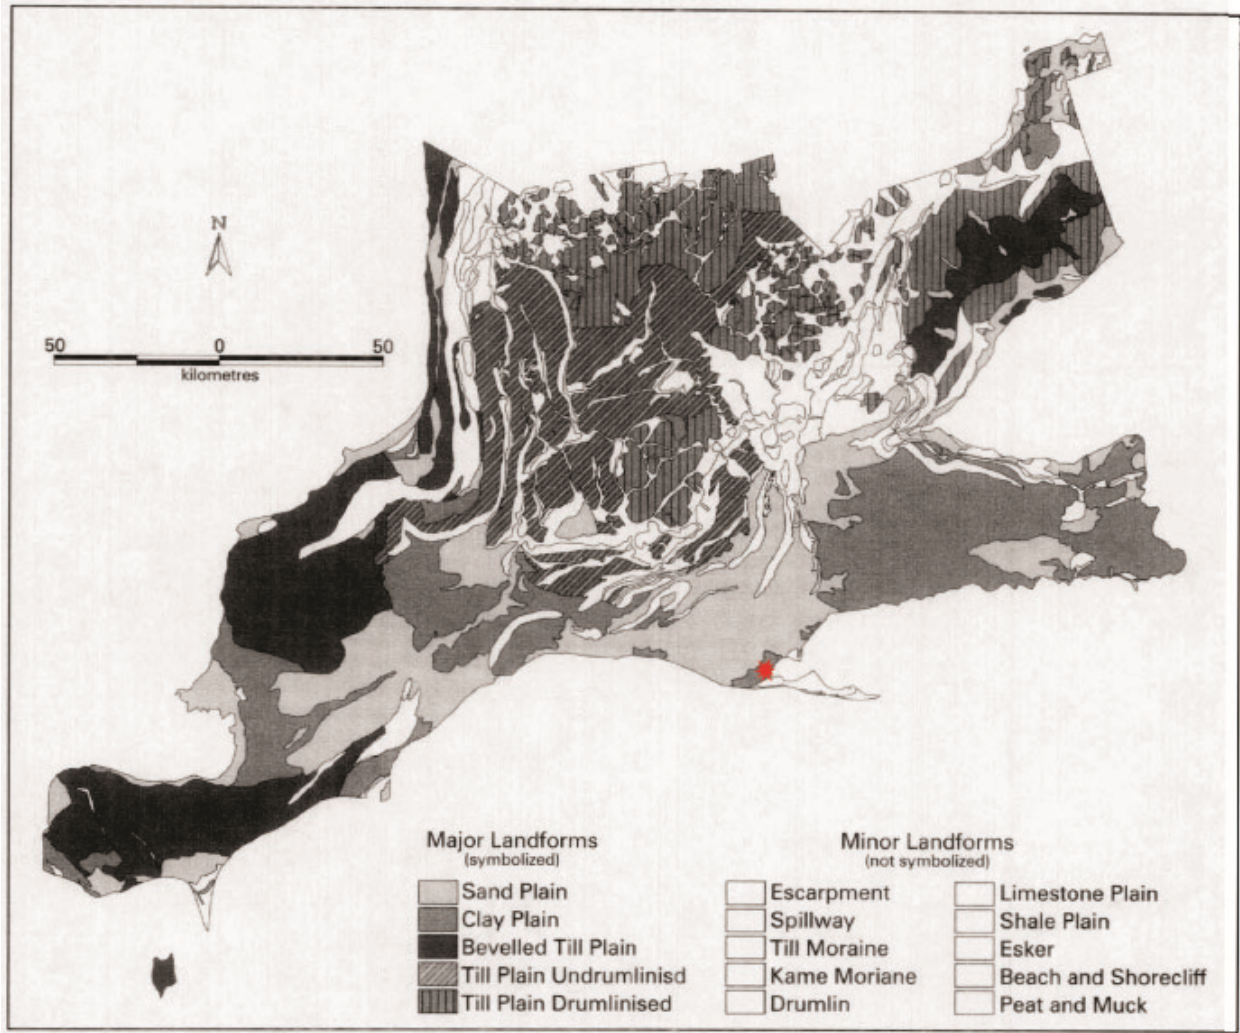 N
50 0 50
kilometres
Major Landforms
(symbolized)
Sand Plain
Clay Plain
Bevelled Till Plain
Till Plain Undrumlinisd
Till Plain Drumlinised
Minor Landforms
(not symbolized)
Escarpment
Spillway
Till Moraine
Kame Moriane
Drumlin
Limestone Plain
Shale Plain
Esker
Beach and Shorecliff
Peat and Muck